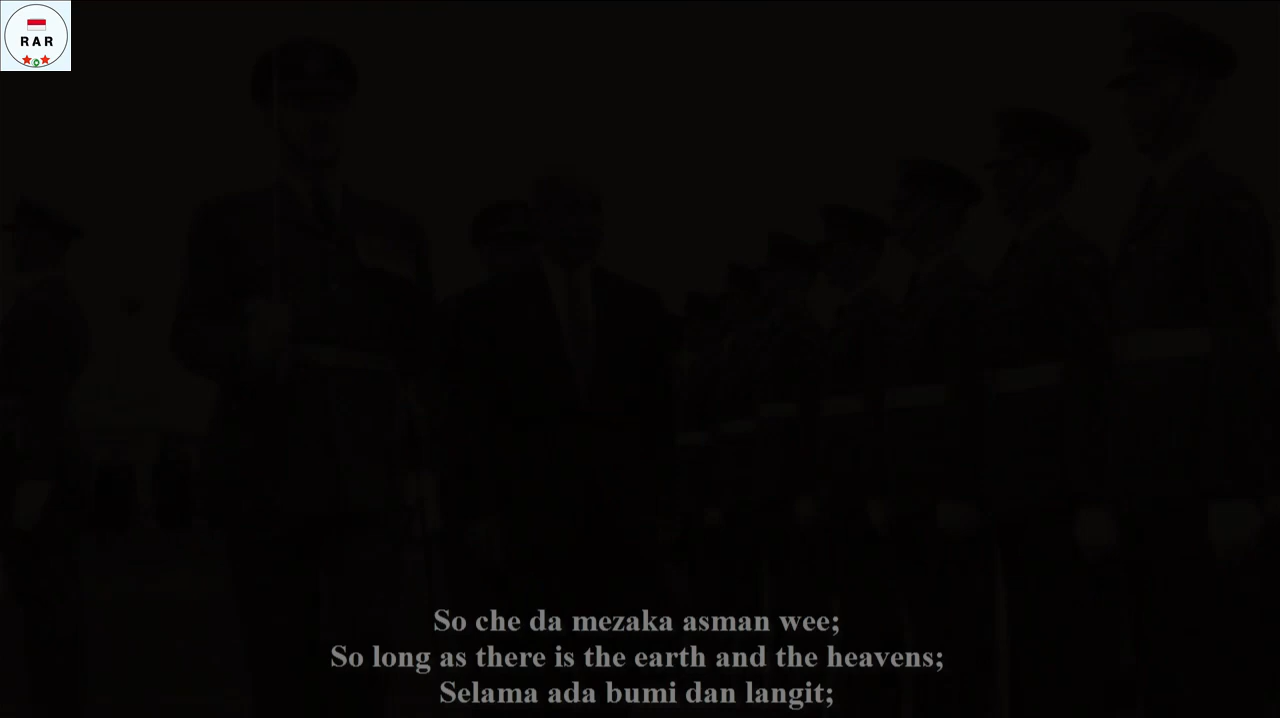 RAR
So che da mezaka asman wee;
So long as there is the earth and the heavens;
Selama ada bumi dan langit;